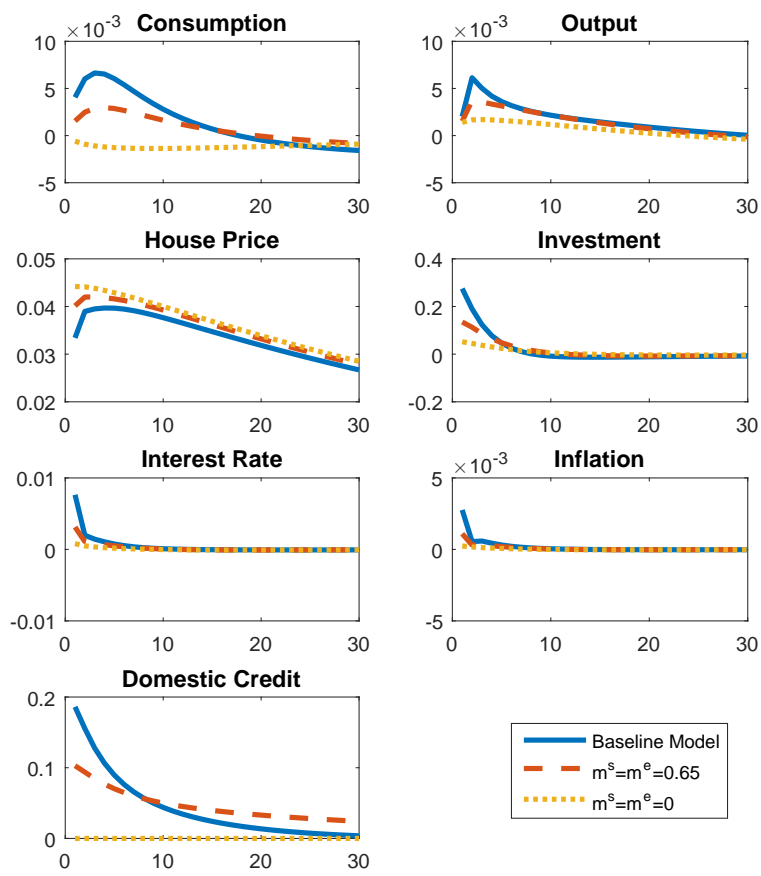 Consumption
×10-3
10
5
0
-5
0 10 20 30
Output
×10-3
10
5
0
-5
0 10 20 30
House Price
0.05
0.04
0.03
0.02
0 10 20 30
Investment
0.4
0.2
0
-0.2
0 10 20 30
Interest Rate
0.01
0
-0.01
0 10 20 30
Inflation
×10-3
5
0
-5
0 10 20 30
Domestic Credit
0.2
0.1
0
0 10 20 30
Baseline Model
ms=me=0.65
ms=me=0